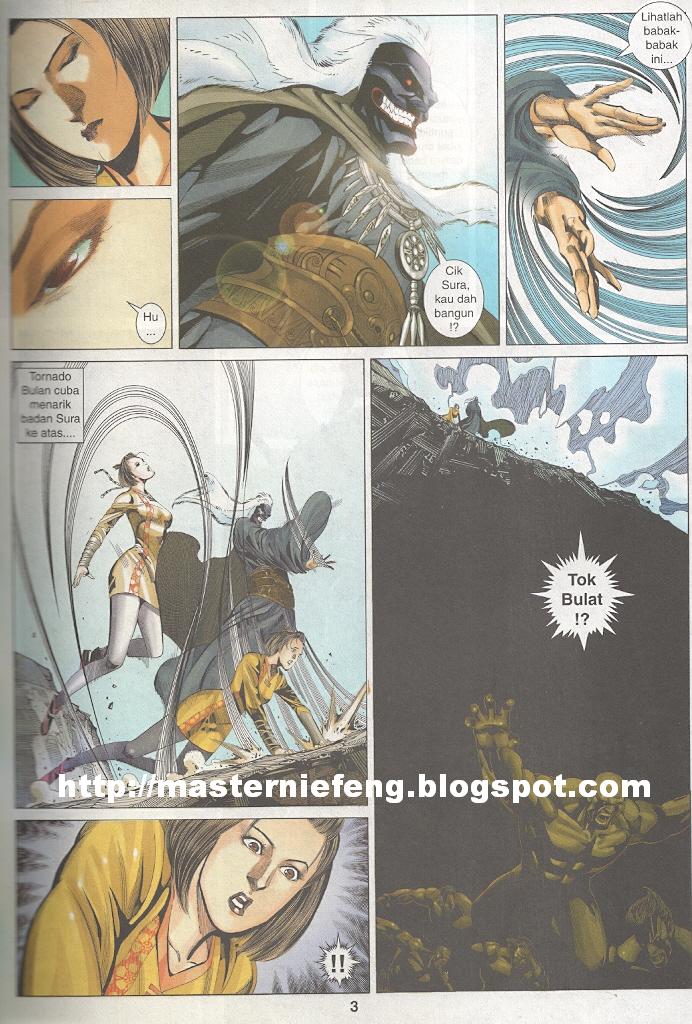 Hu
...
Cik
Sura,
kau dah
bangun
!?
Lihatlah
babak-
babak
ini...
Tornado
Bulan cuba
menarik
badan Sura
ke atas....
Tok
Bulat
!?
http://masterniefeng.blogspot.com
!!
3